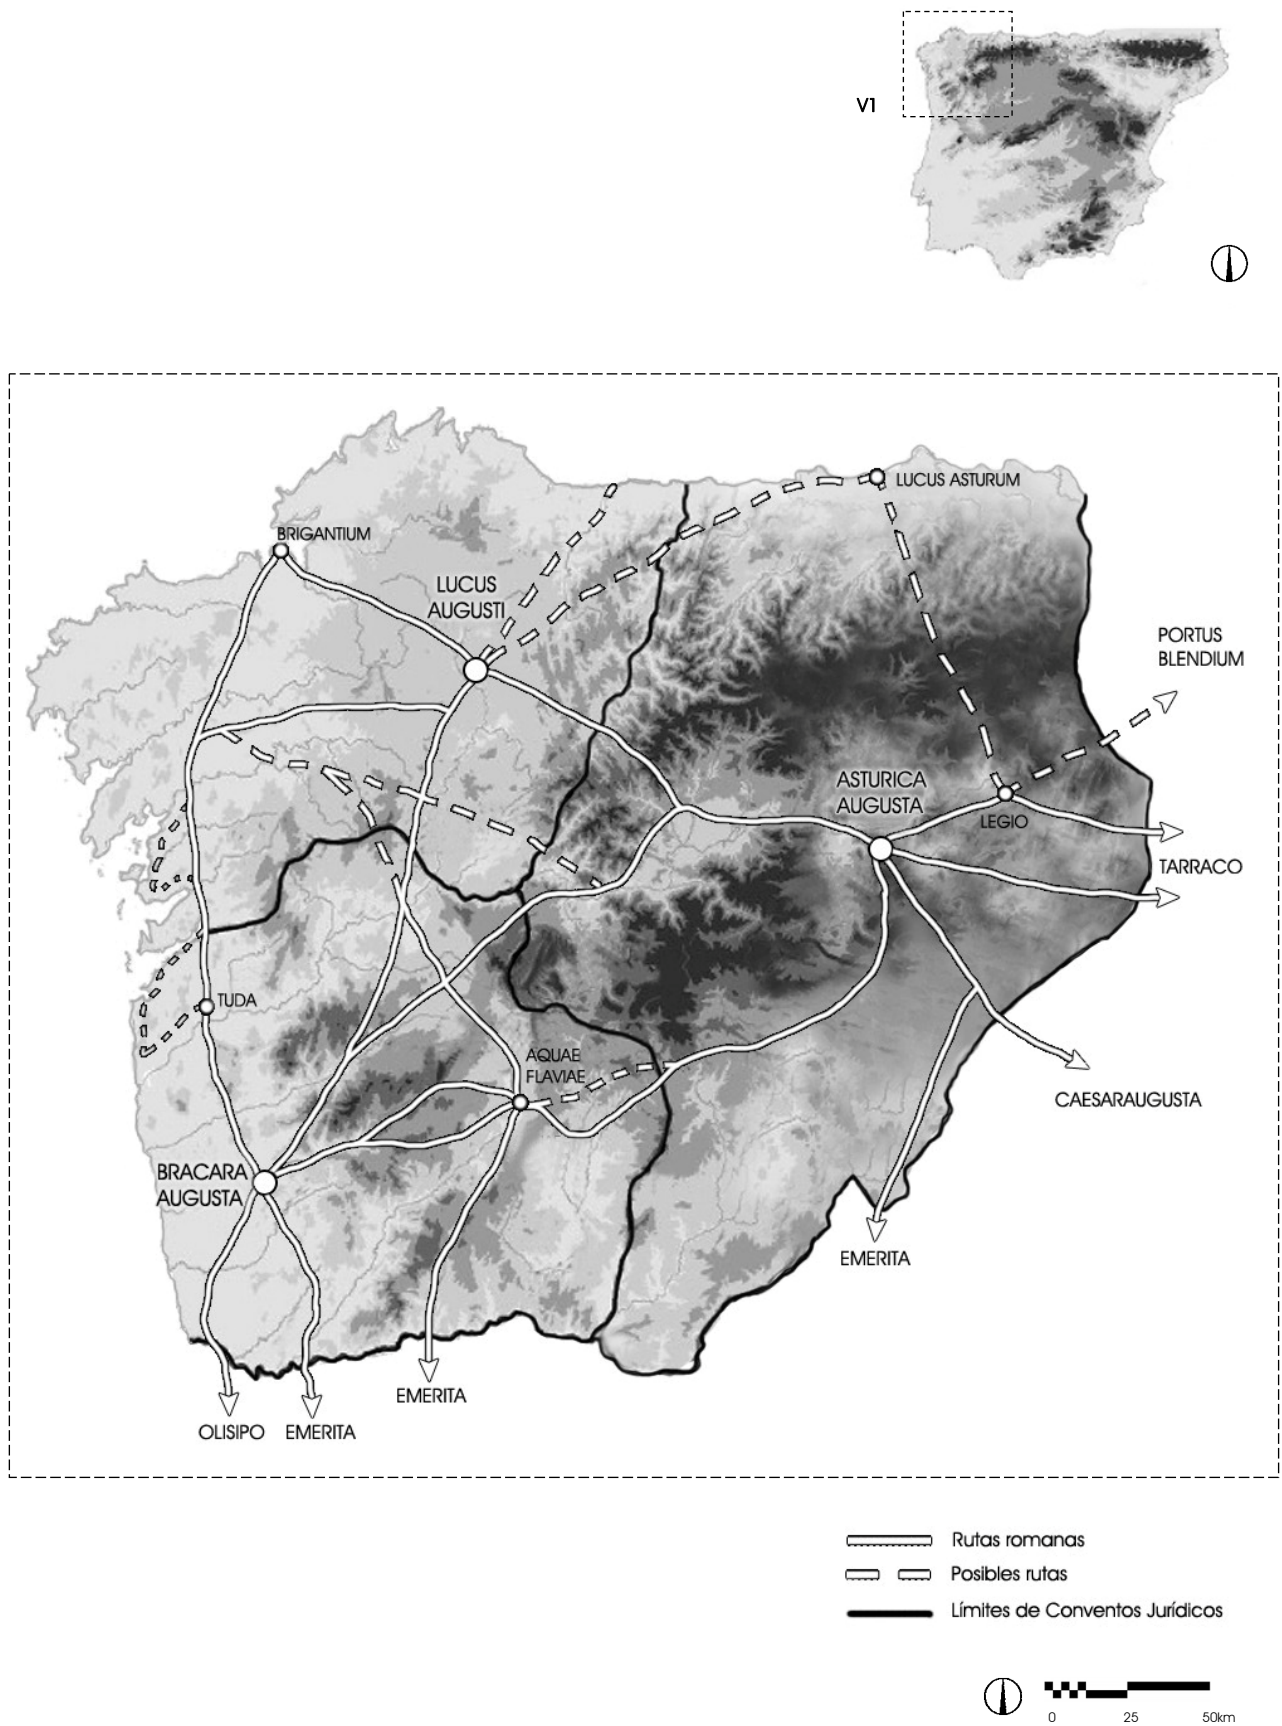 V1
LUCUS ASTURUM
BRIGANTIUM
LUCUS
AUGUSTI
PORTUS
BLENDIUM
ASTURICA
AUGUSTA
LEGIO
TARRACO
TUDA
AQUAE
FLAVIAE
CAESARAUGUSTA
BRACARA
AUGUSTA
EMERITA
EMERITA
OLISIPO
EMERITA
Rutas romanas
Posibles rutas
Límites de Conventos Jurídicos
0 25 50km